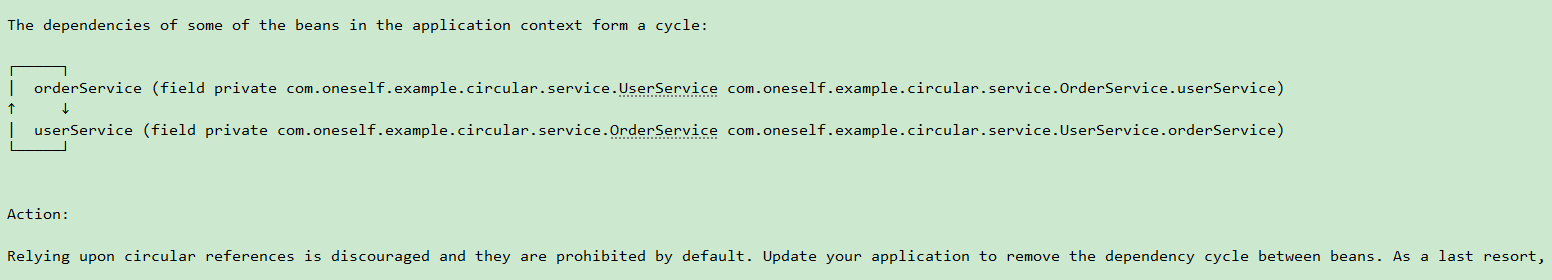 The dependencies of some of the beans in the application context form a cycle:
┌─────┐
|  orderService (field private com.oneself.example.circular.service.UserService com.oneself.example.circular.service.OrderService.userService)
↑     ↓
|  userService (field private com.oneself.example.circular.service.OrderService com.oneself.example.circular.service.UserService.orderService)
└─────┘
Action:
Relying upon circular references is discouraged and they are prohibited by default. Update your application to remove the dependency cycle between beans. As a last resort,